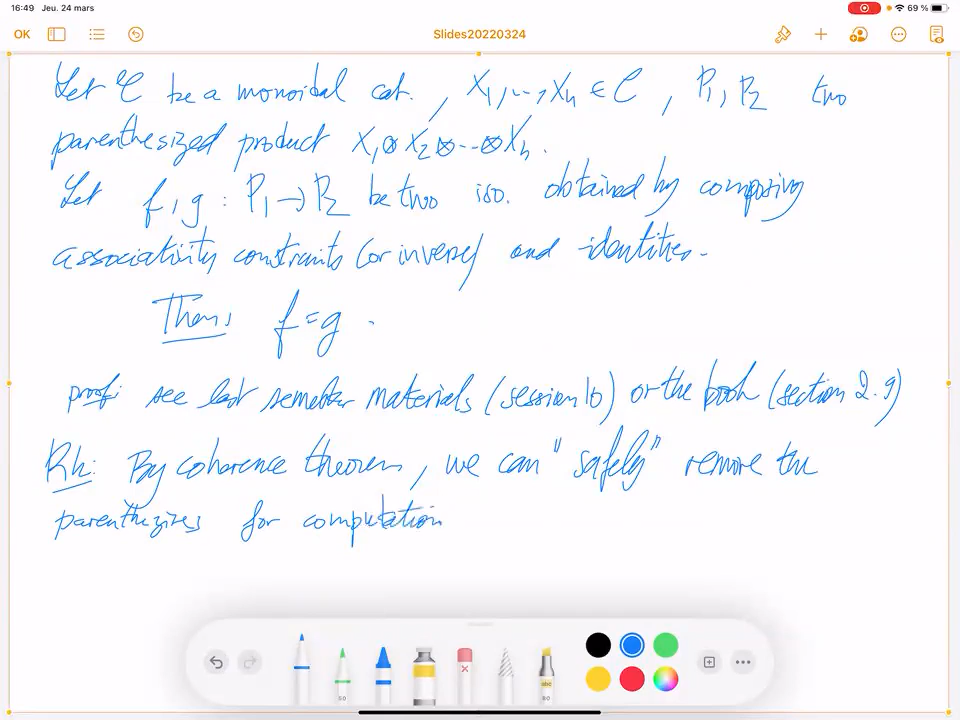 16:49 Jeu. 24 mars 69 %
OK Slides20220324
Let C be a monoidal cat. , X1, ..., Xn ∈ C , P1, P2 two
parenthesized product X1 ⊗ X2 ⊗ ... ⊗ Xn.
Let f, g : P1 → P2 be two iso. obtained by composing
associativity constraints (or inverse) and identities.
Then: f = g .
proof: see last semester materials (session 16) or the book (section 2.9)
Rk: By coherence theorem, we can "safely" remove the
parenthesizes for computation
50 80